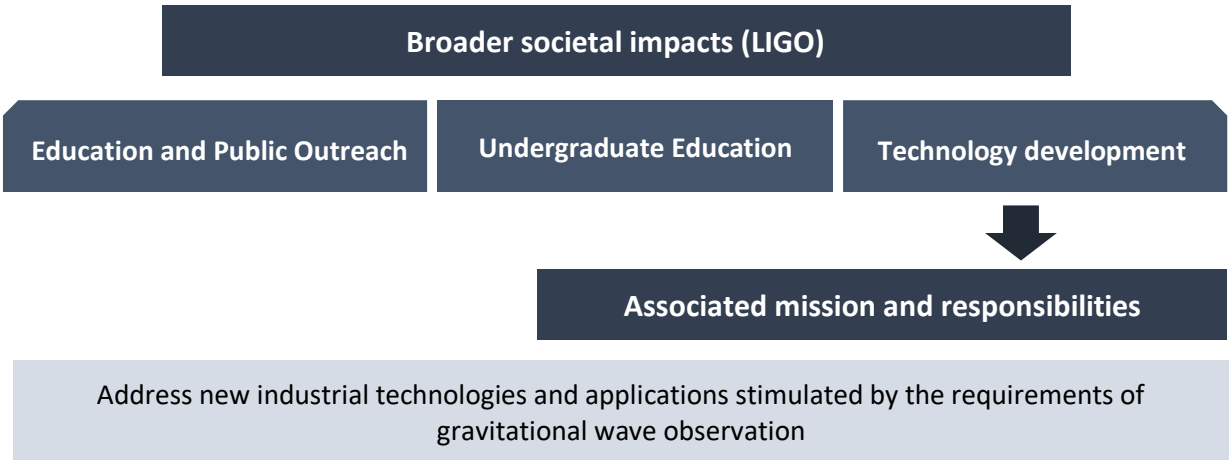 Broader societal impacts (LIGO)
Education and Public Outreach
Undergraduate Education
Technology development
Associated mission and responsibilities
Address new industrial technologies and applications stimulated by the requirements of
gravitational wave observation